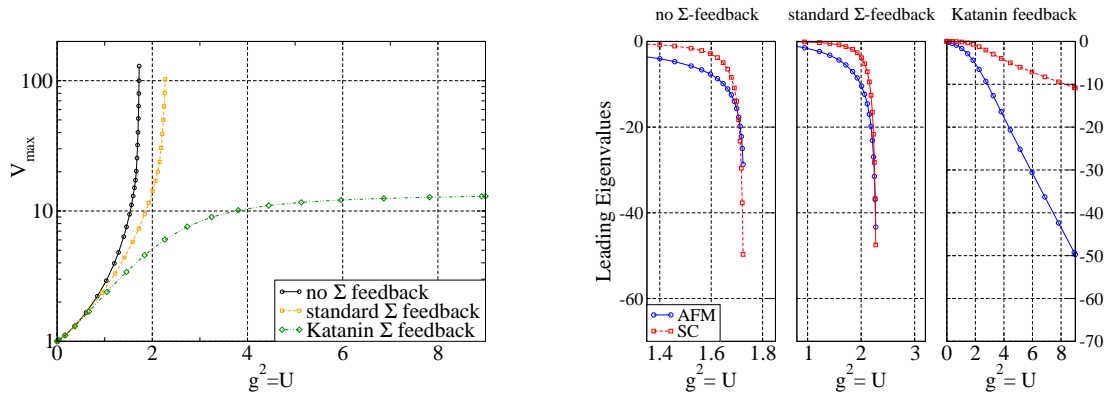 V_max
100
10
1
0
2
4
6
8
g²=U
no Σ feedback
standard Σ feedback
Katanin Σ feedback
no Σ-feedback
standard Σ-feedback
Katanin feedback
Leading Eigenvalues
0
-20
-40
-60
1.4
1.6
1.8
g²= U
AFM
SC
1
2
3
g²= U
0
2
4
6
8
g²= U
0
-10
-20
-30
-40
-50
-60
-70